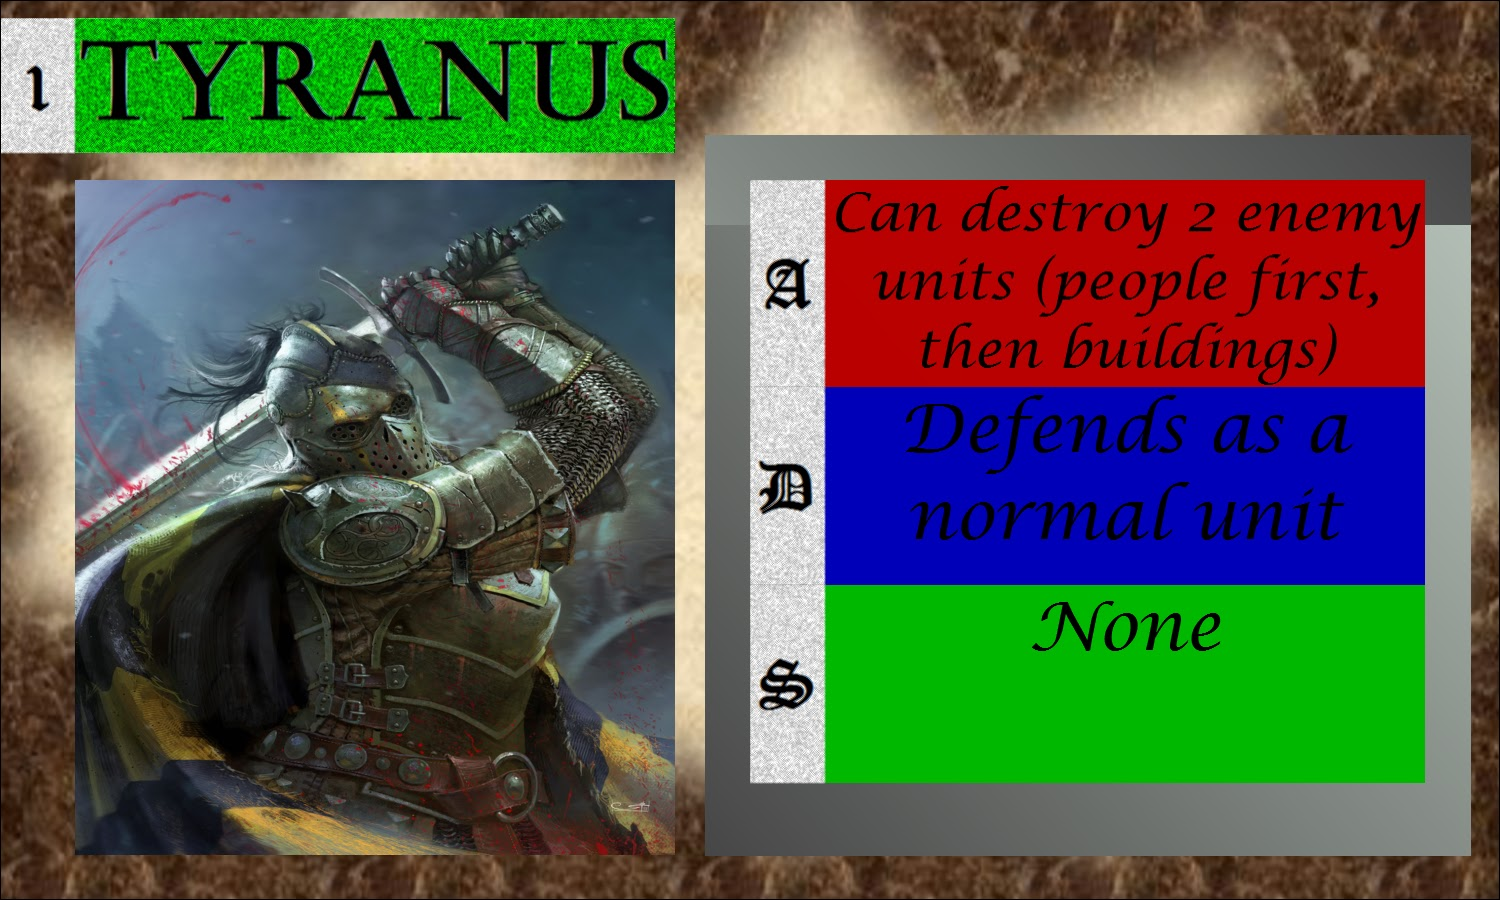 1 TYRANUS
A
Can destroy 2 enemy
units (people first,
then buildings)
D
Defends as a
normal unit
S
None